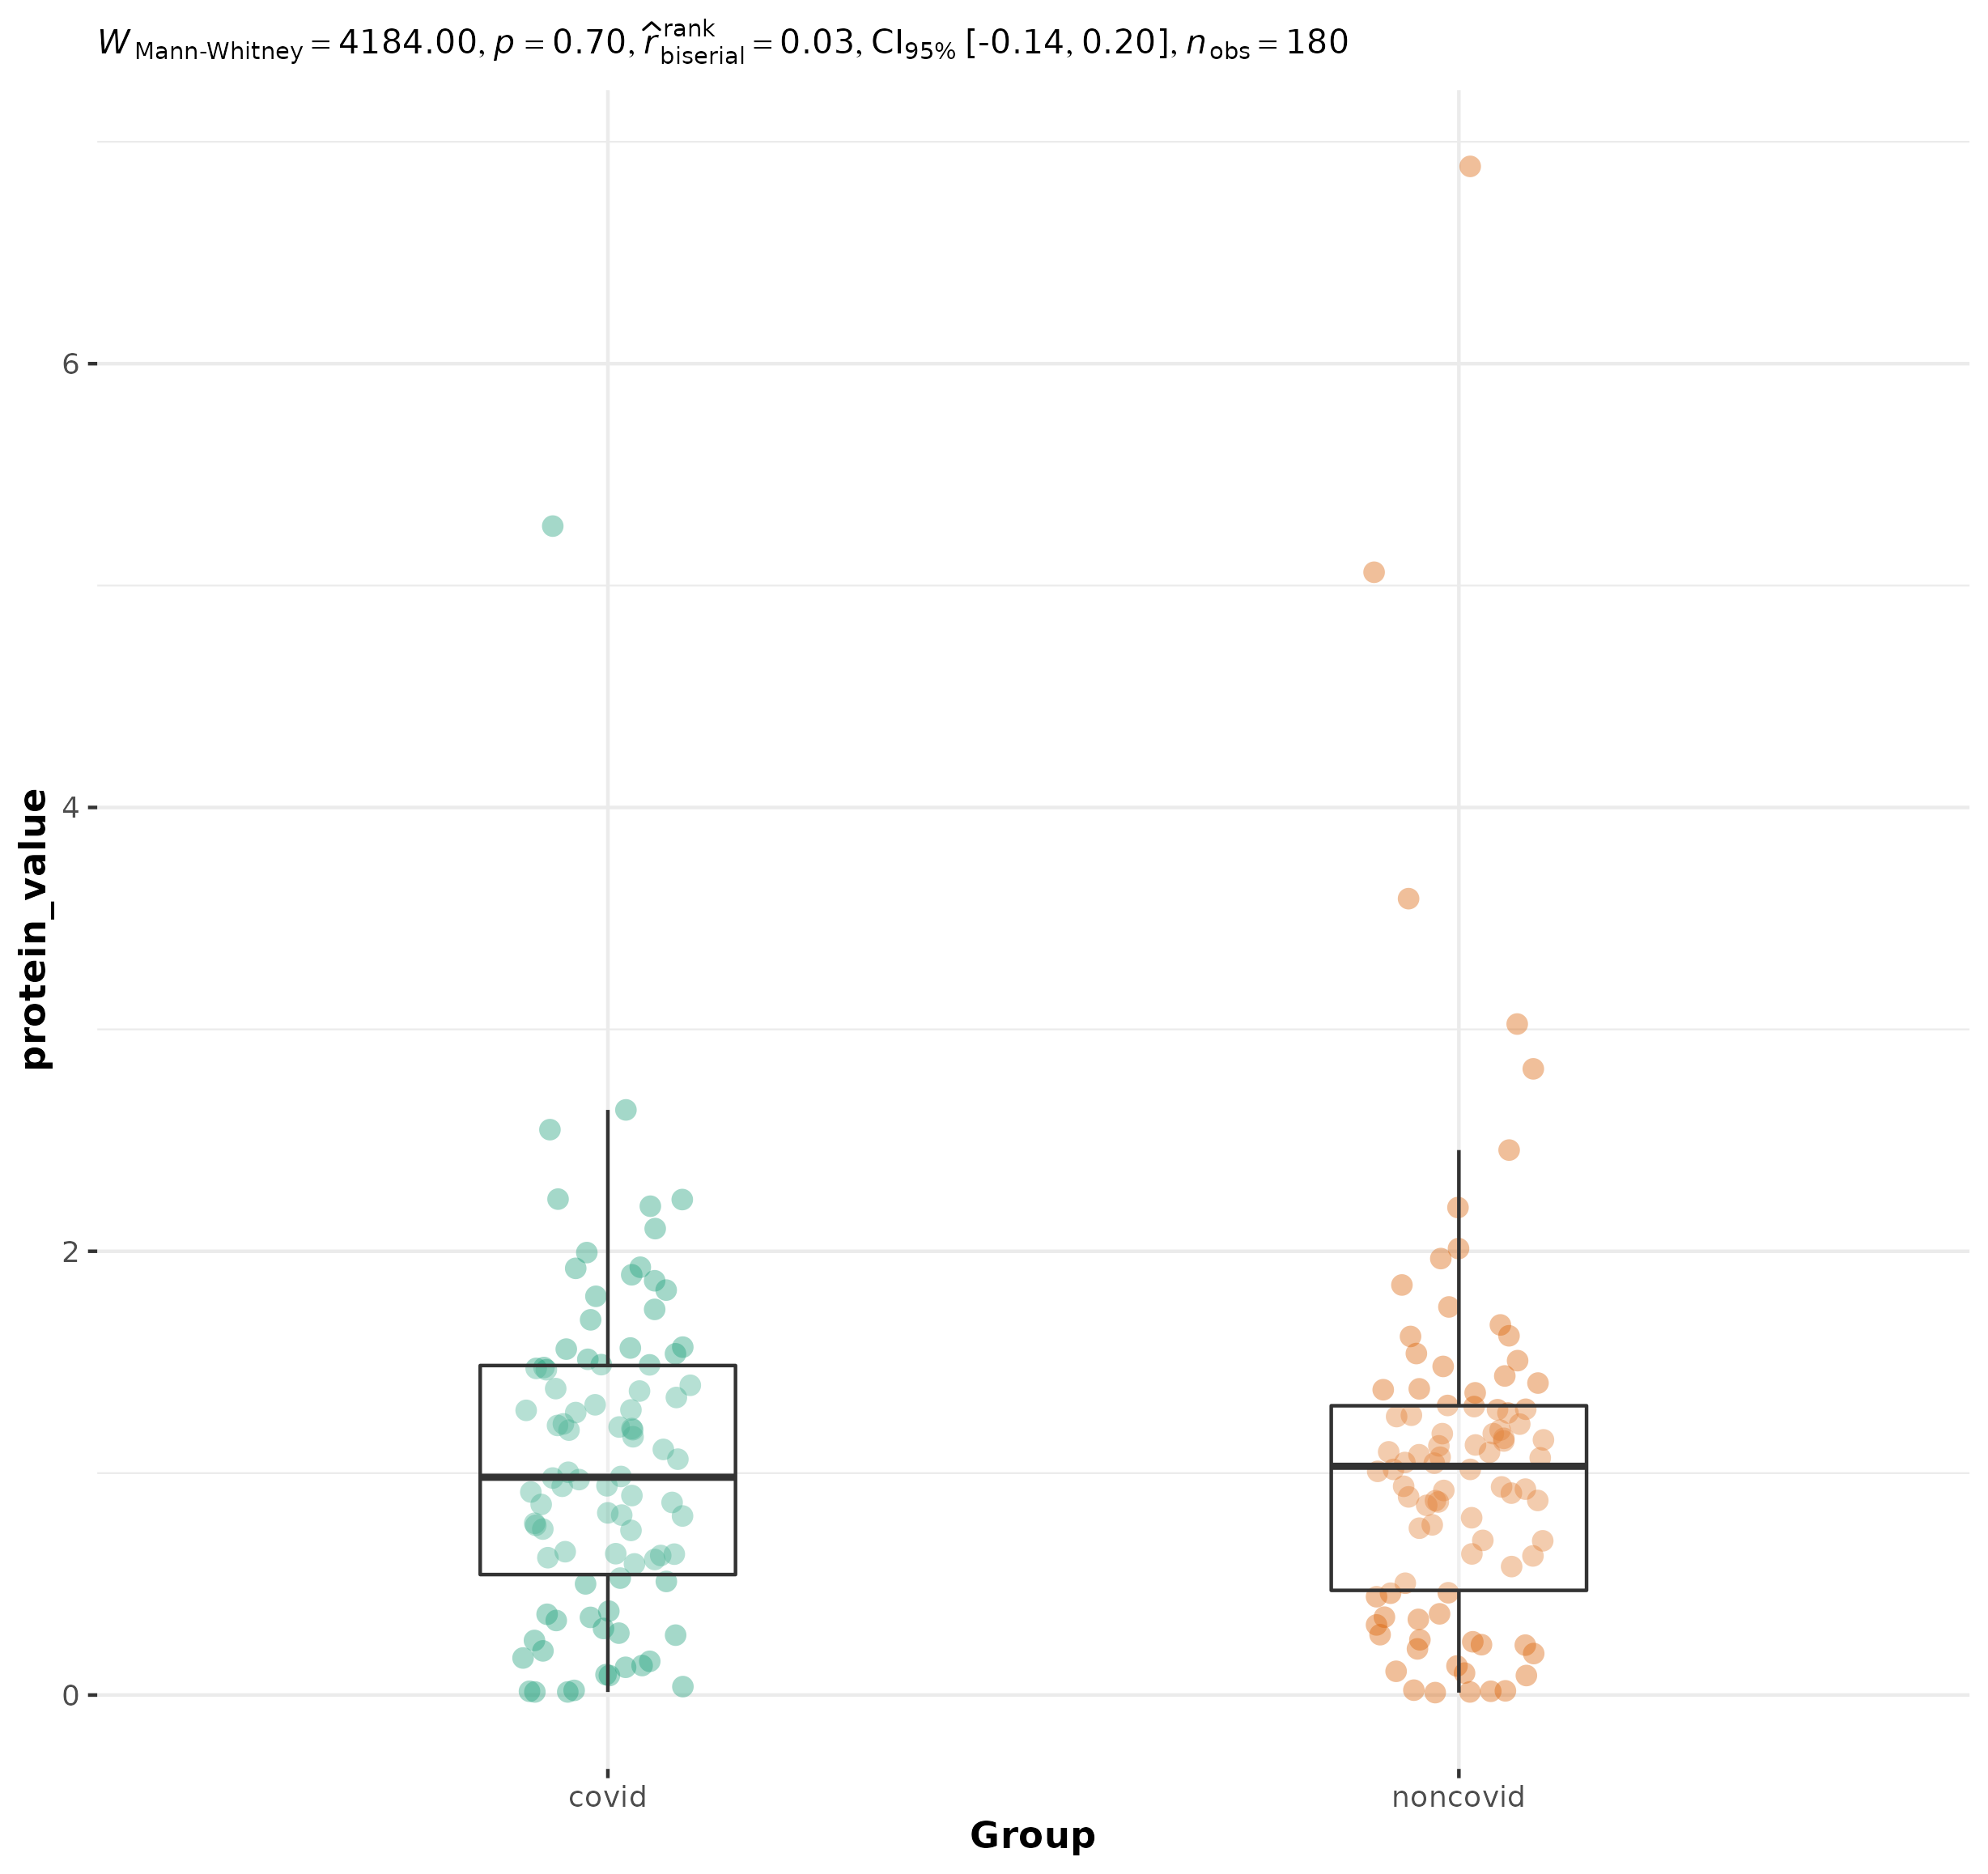 W Mann-Whitney = 4184.00, p = 0.70, r̂ rank biserial = 0.03, CI95% [-0.14, 0.20], n obs = 180
6
4
2
0
protein_value
covid noncovid
Group